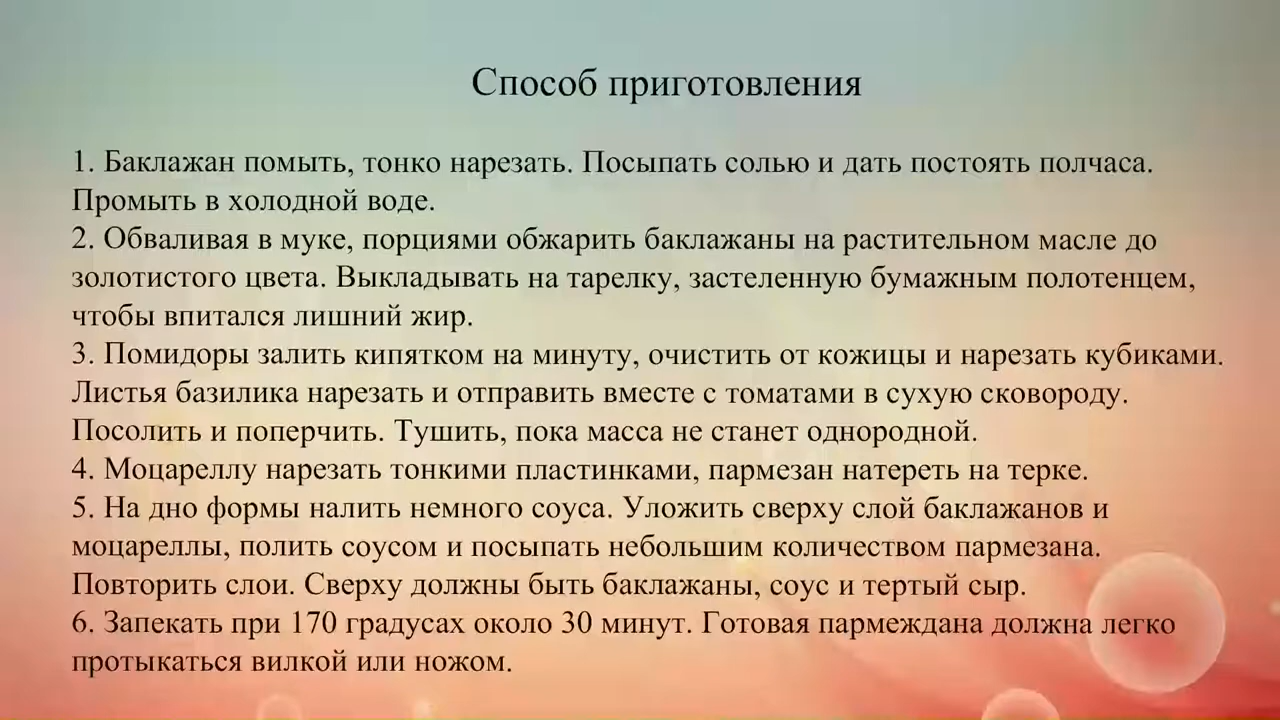 Способ приготовления
1. Баклажан помыть, тонко нарезать. Посыпать солью и дать постоять полчаса.
Промыть в холодной воде.
2. Обваливая в муке, порциями обжарить баклажаны на растительном масле до
золотистого цвета. Выкладывать на тарелку, застеленную бумажным полотенцем,
чтобы впитался лишний жир.
3. Помидоры залить кипятком на минуту, очистить от кожицы и нарезать кубиками.
Листья базилика нарезать и отправить вместе с томатами в сухую сковороду.
Посолить и поперчить. Тушить, пока масса не станет однородной.
4. Моцареллу нарезать тонкими пластинками, пармезан натереть на терке.
5. На дно формы налить немного соуса. Уложить сверху слой баклажанов и
моцареллы, полить соусом и посыпать небольшим количеством пармезана.
Повторить слои. Сверху должны быть баклажаны, соус и тертый сыр.
6. Запекать при 170 градусах около 30 минут. Готовая пармеждана должна легко
протыкаться вилкой или ножом.